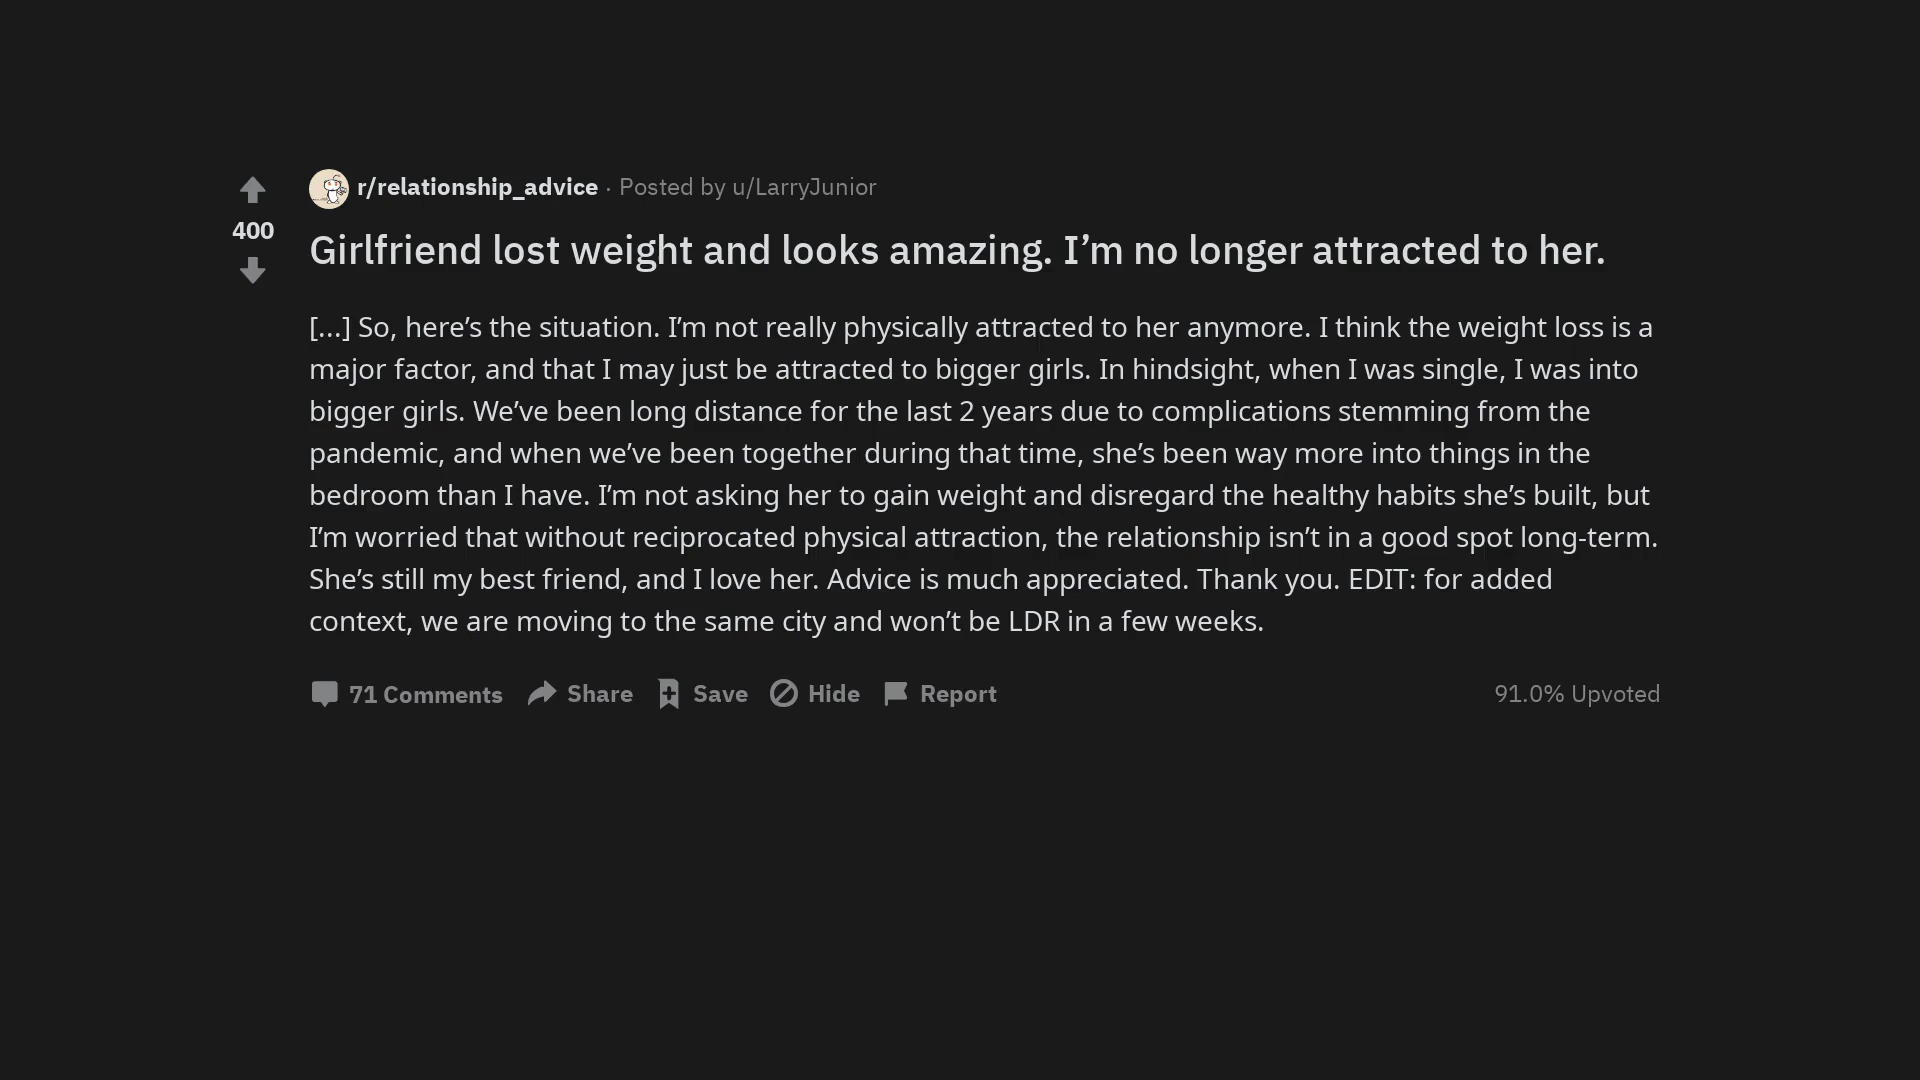 r/relationship_advice · Posted by u/LarryJunior
400
Girlfriend lost weight and looks amazing. I’m no longer attracted to her.
[...] So, here’s the situation. I’m not really physically attracted to her anymore. I think the weight loss is a
major factor, and that I may just be attracted to bigger girls. In hindsight, when I was single, I was into
bigger girls. We’ve been long distance for the last 2 years due to complications stemming from the
pandemic, and when we’ve been together during that time, she’s been way more into things in the
bedroom than I have. I’m not asking her to gain weight and disregard the healthy habits she’s built, but
I’m worried that without reciprocated physical attraction, the relationship isn’t in a good spot long-term.
She’s still my best friend, and I love her. Advice is much appreciated. Thank you. EDIT: for added
context, we are moving to the same city and won’t be LDR in a few weeks.
71 Comments Share Save Hide Report 91.0% Upvoted